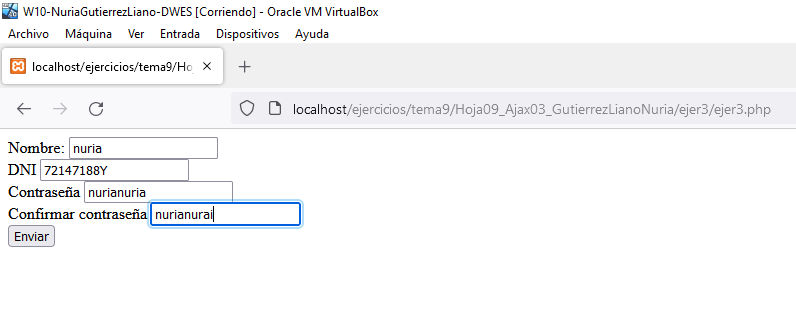 W10-NuriaGutierrezLiano-DWES [Corriendo] - Oracle VM VirtualBox
Archivo Máquina Ver Entrada Dispositivos Ayuda
localhost/ejercicios/tema9/Ho
localhost/ejercicios/tema9/Hoja09_Ajax03_GutierrezLianoNuria/ejer3/ejer3.php
Nombre: nuria
DNI 72147188Y
Contraseña nurianuria
Confirmar contraseña nurianurai
Enviar